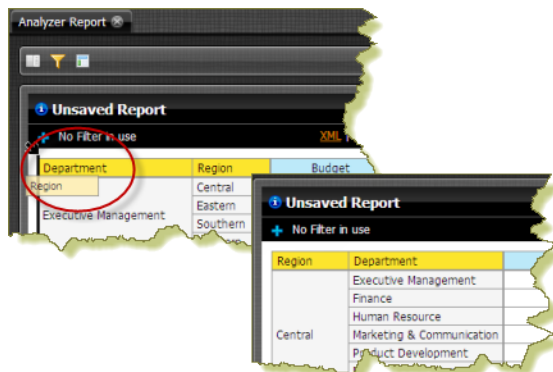 Analyzer Report
Unsaved Report
No Filter in use XML
Department Region Budget
Region
Central
Eastern
Executive Management
Southern
Unsaved Report
No Filter in use
Region Department
Executive Management
Finance
Human Resource
Central Marketing & Communication
Product Development